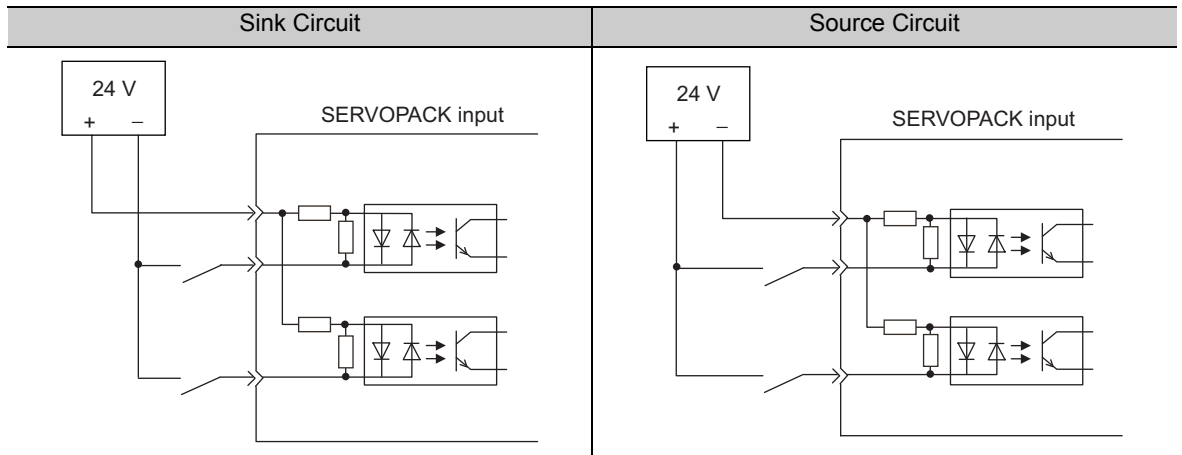 Sink Circuit
Source Circuit
24 V
+ −
SERVOPACK input
24 V
+ −
SERVOPACK input